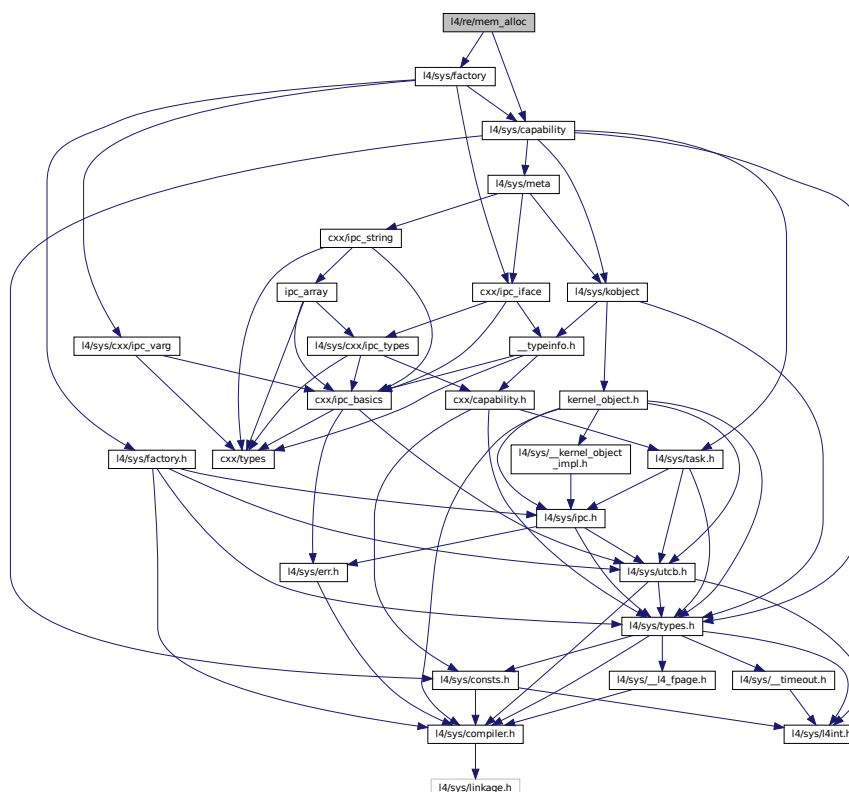 l4/re/mem_alloc
l4/sys/factory
l4/sys/capability
l4/sys/meta
cxx/ipc_string
ipc_array
cxx/ipc_iface
l4/sys/kobject
l4/sys/cxx/ipc_varg
l4/sys/cxx/ipc_types
__typeinfo.h
cxx/ipc_basics
cxx/capability.h
kernel_object.h
l4/sys/factory.h
cxx/types
l4/sys/__kernel_object
_impl.h
l4/sys/task.h
l4/sys/ipc.h
l4/sys/err.h
l4/sys/utcb.h
l4/sys/types.h
l4/sys/consts.h
l4/sys/__l4_fpage.h
l4/sys/__timeout.h
l4/sys/compiler.h
l4/sys/l4int.h
l4/sys/linkage.h